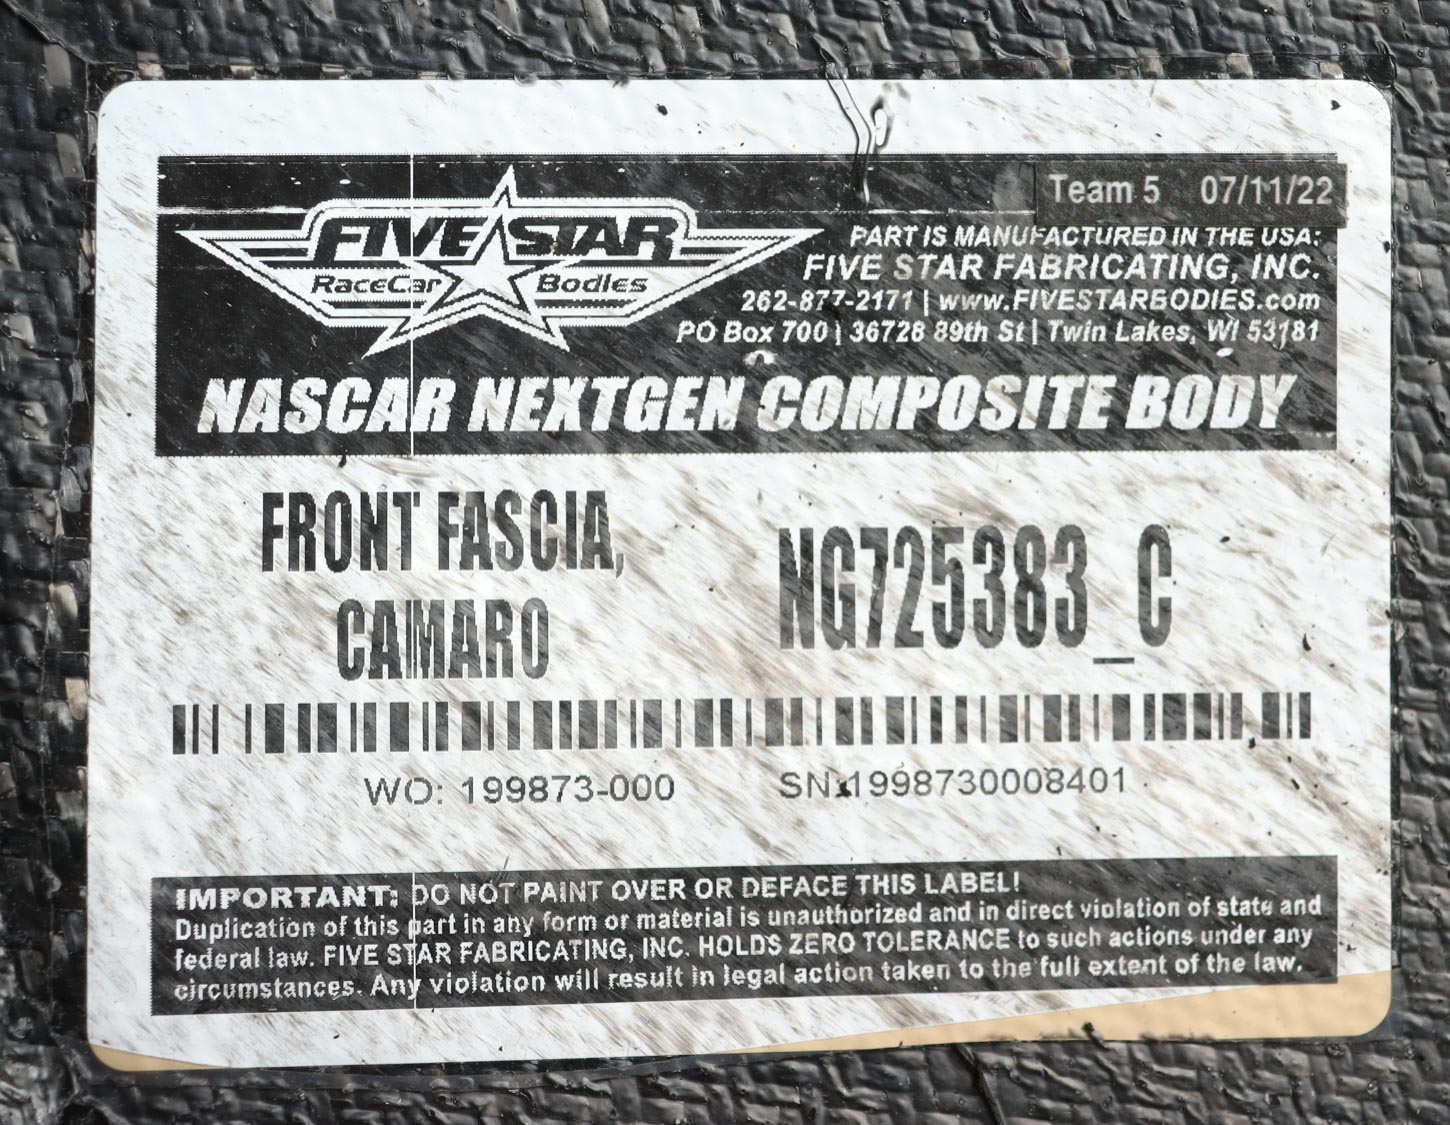 Team 5 07/11/22
FIVE STAR
RaceCar Bodies
PART IS MANUFACTURED IN THE USA:
FIVE STAR FABRICATING, INC.
262-877-2171 | www.FIVESTARBODIES.com
PO Box 700 | 36728 89th St | Twin Lakes, WI 53181
NASCAR NEXTGEN COMPOSITE BODY
FRONT FASCIA,
CAMARO
NG725383_C
WO: 199873-000 SN:1998730008401
IMPORTANT: DO NOT PAINT OVER OR DEFACE THIS LABEL!
Duplication of this part in any form or material is unauthorized and in direct violation of state and
federal law. FIVE STAR FABRICATING, INC. HOLDS ZERO TOLERANCE to such actions under any
circumstances. Any violation will result in legal action taken to the full extent of the law.